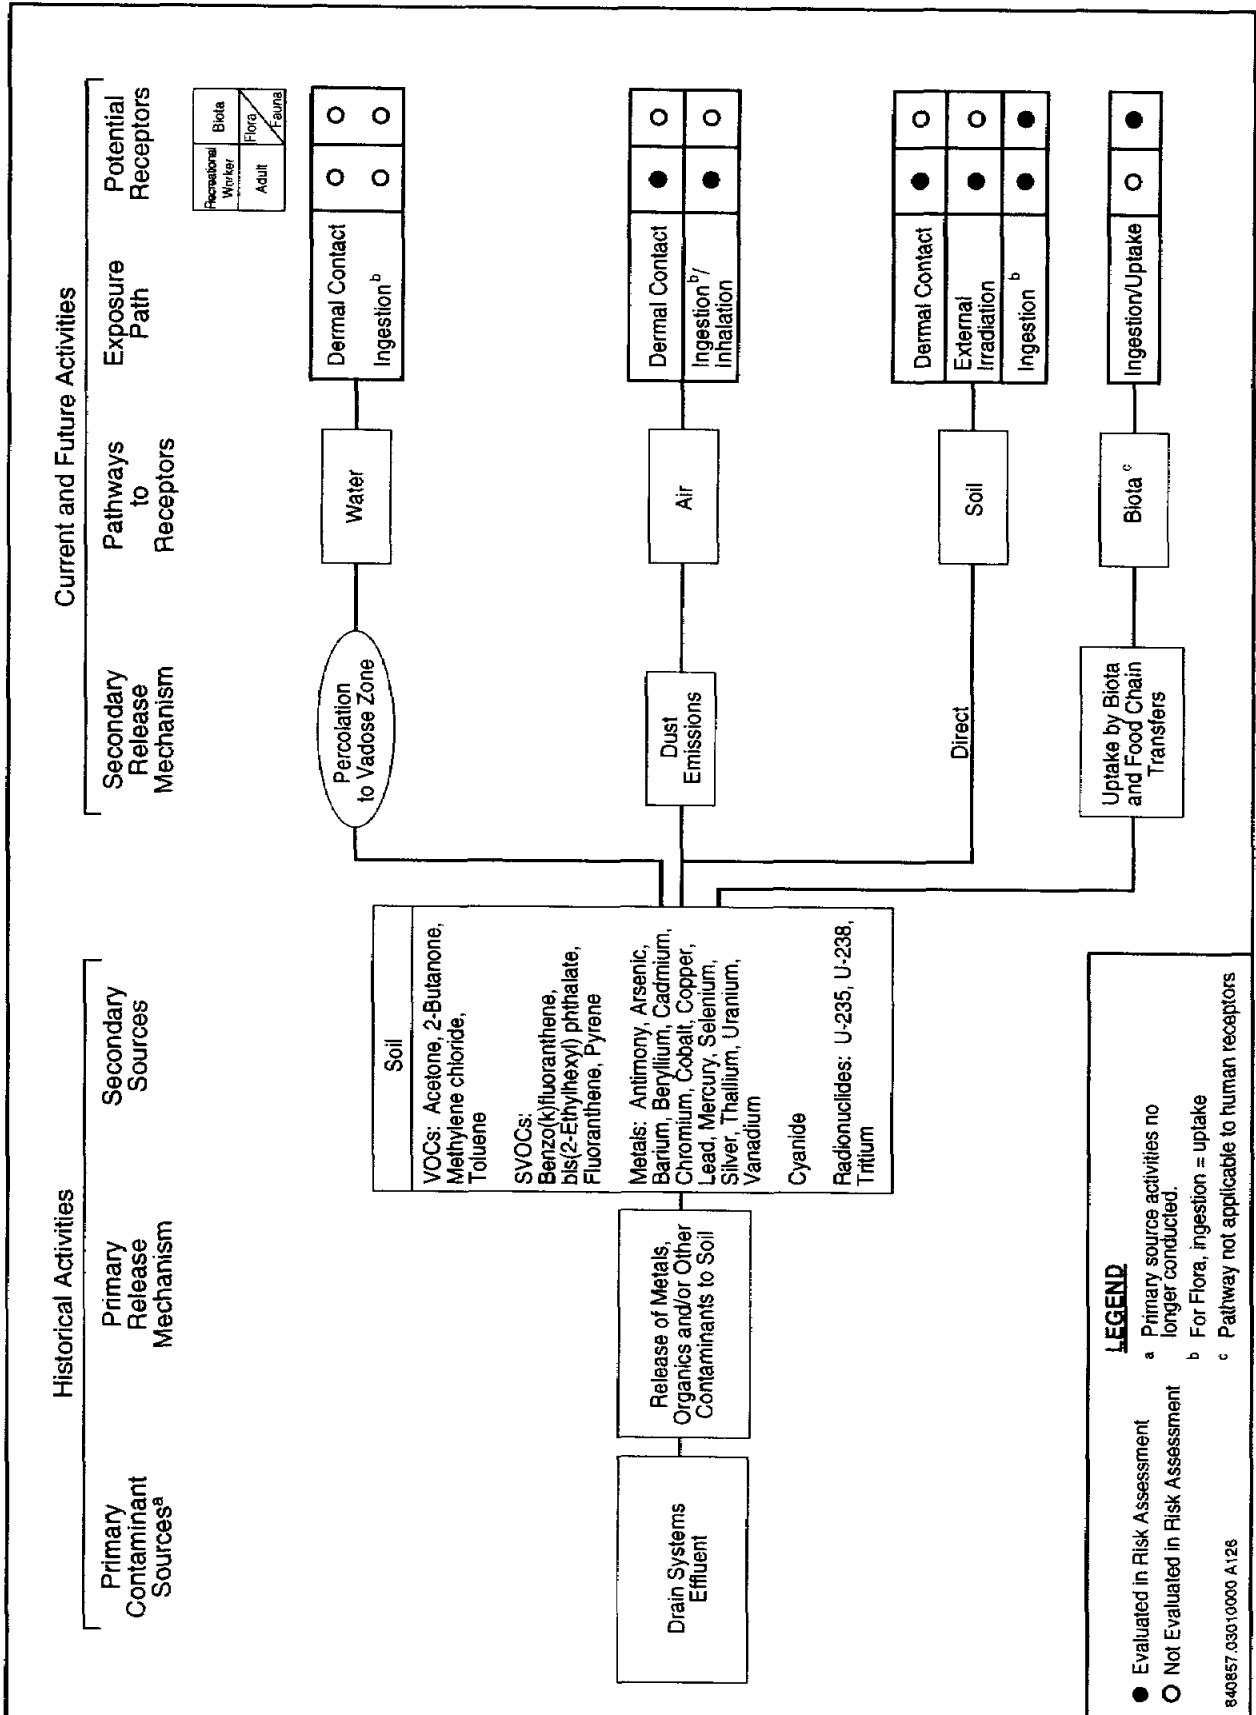 Historical Activities
Current and Future Activities
Primary
Contaminant
Sourcesa
Primary
Release
Mechanism
Secondary
Sources
Secondary
Release
Mechanism
Pathways
to
Receptors
Exposure
Path
Potential
Receptors
Recreational
Worker
Biota
Adult
Flora
Fauna
Drain Systems
Effluent
Release of Metals,
Organics and/or Other
Contaminants to Soil
Soil
VOCs: Acetone, 2-Butanone,
Methylene chloride,
Toluene
SVOCs:
Benzo(k)fluoranthene,
bis(2-Ethylhexyl) phthalate,
Fluoranthene, Pyrene
Metals: Antimony, Arsenic,
Barium, Beryllium, Cadmium,
Chromium, Cobalt, Copper,
Lead, Mercury, Selenium,
Silver, Thallium, Uranium,
Vanadium
Cyanide
Radionuclides: U-235, U-238,
Tritium
Percolation
to Vadose Zone
Water
Dermal Contact
Ingestion b
Dust
Emissions
Air
Dermal Contact
Ingestion b/
Inhalation
Direct
Soil
Dermal Contact
External
Irradiation
Ingestion b
Uptake by Biota
and Food Chain
Transfers
Biota c
Ingestion/Uptake
LEGEND
Evaluated in Risk Assessment
Not Evaluated in Risk Assessment
a Primary source activities no
longer conducted.
b For Flora, ingestion = uptake
c Pathway not applicable to human receptors
840857.03010000 A126